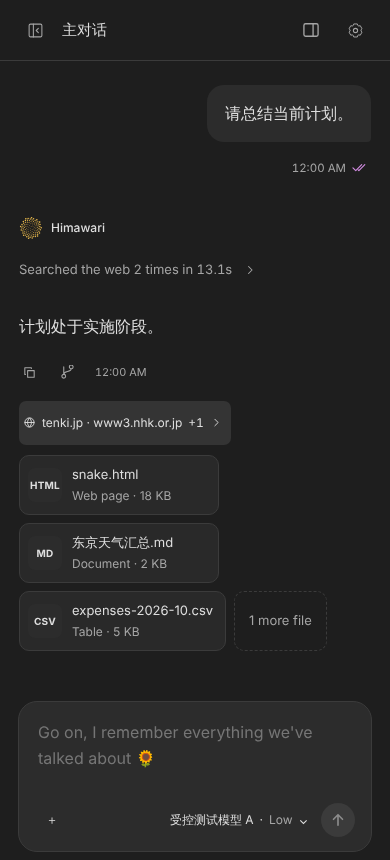 主对话
请总结当前计划。
12:00 AM
Himawari
Searched the web 2 times in 13.1s
计划处于实施阶段。
12:00 AM
tenki.jp · www3.nhk.or.jp +1
HTML
snake.html
Web page · 18 KB
MD
东京天气汇总.md
Document · 2 KB
CSV
expenses-2026-10.csv
Table · 5 KB
1 more file
Go on, I remember everything we've
talked about 🌻
+
受控测试模型 A · Low